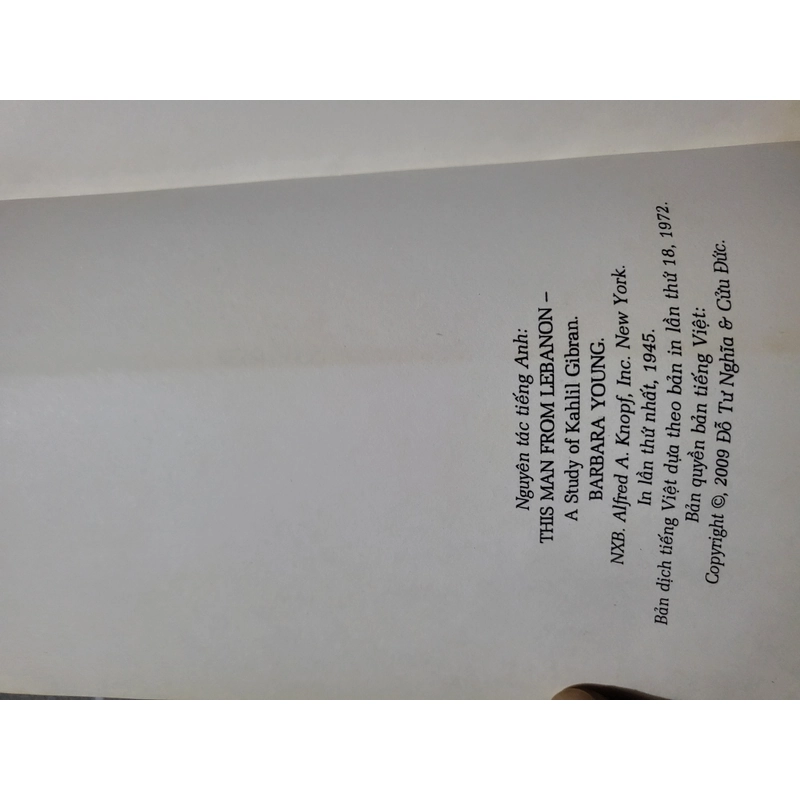 Nguyên tác tiếng Anh:
THIS MAN FROM LEBANON –
A Study of Kahlil Gibran.
BARBARA YOUNG.
NXB. Alfred A. Knopf, Inc. New York.
In lần thứ nhất, 1945.
Bản dịch tiếng Việt dựa theo bản in lần thứ 18, 1972.
Bản quyền bản tiếng Việt:
Copyright ©, 2009 Đỗ Tư Nghĩa & Cửu Đức.